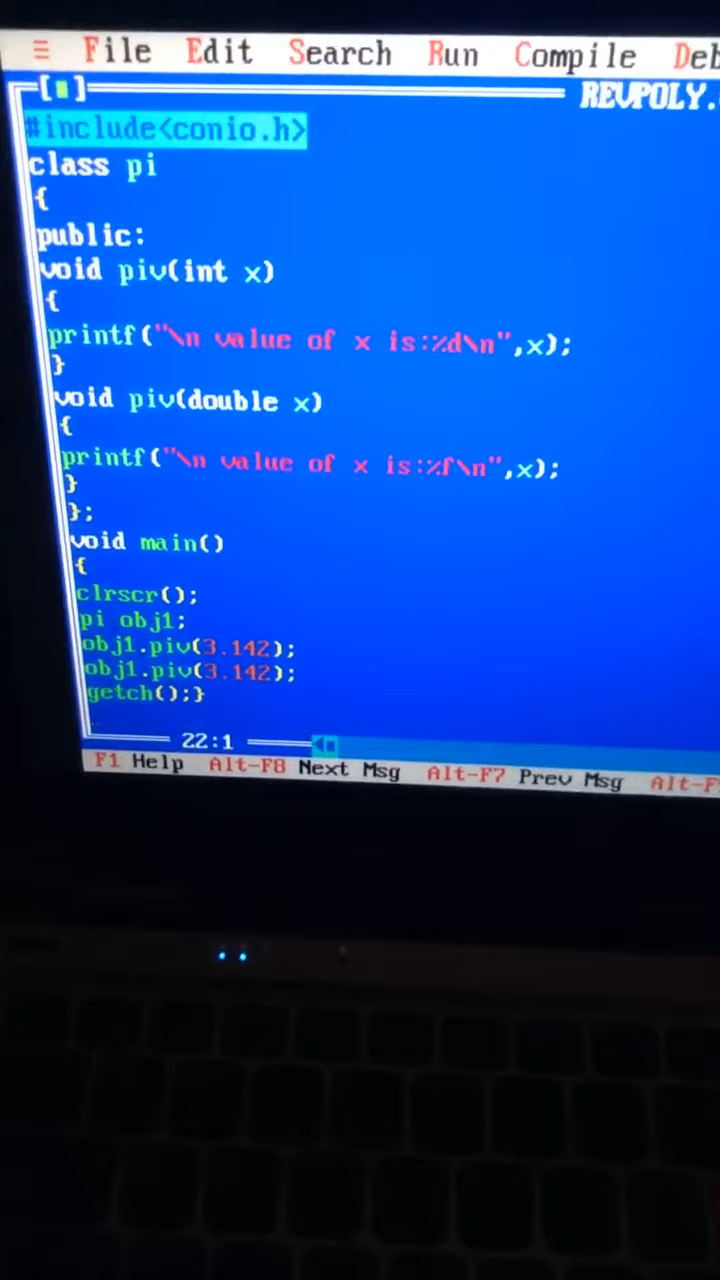 ≡ File Edit Search Run Compile Deb
[■] REVPOLY.
#include<conio.h>
class pi
{
public:
void piv(int x)
{
printf("\n value of x is:%d\n",x);
}
void piv(double x)
{
printf("\n value of x is:%f\n",x);
}
};
void main()
{
clrscr();
pi obj1;
obj1.piv(3.142);
obj1.piv(3.142);
getch();}
22:1
F1 Help Alt-F8 Next Msg Alt-F7 Prev Msg Alt-F